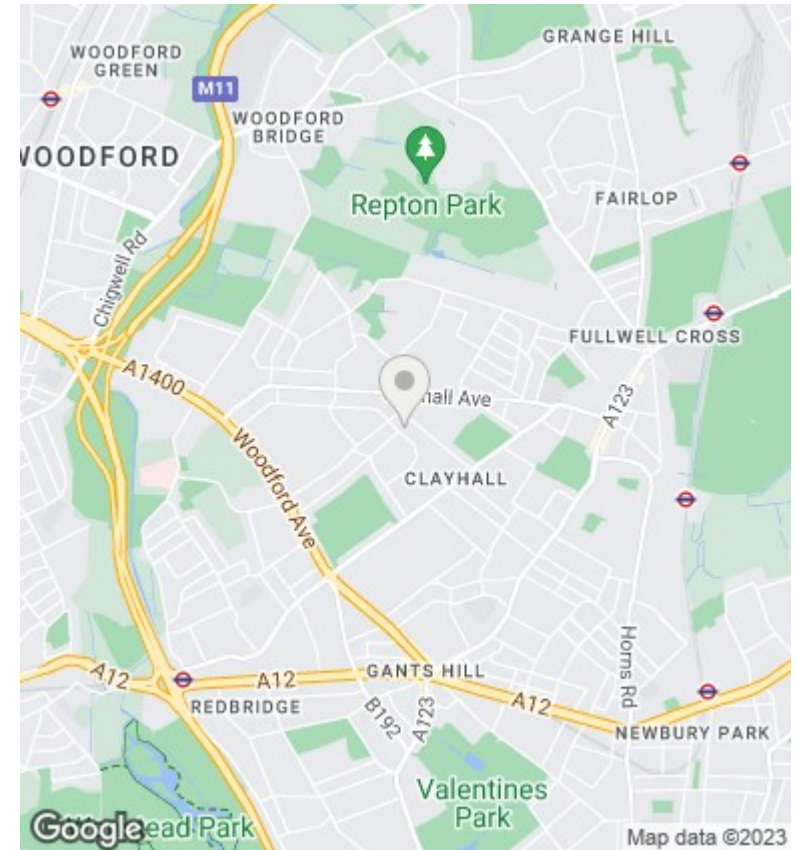 WOODFORD
GREEN
GRANGE HILL
M11
WOODFORD
BRIDGE
WOODFORD
Repton Park
FAIRLOP
Chigwell Rd
FULLWELL CROSS
A1400
hall Ave
A123
Woodford Ave
CLAYHALL
Horns Rd
A12
A12
GANTS HILL
REDBRIDGE
B192
A123
A12
NEWBURY PARK
Valentines
Park
Google
ead Park
Map data ©2023